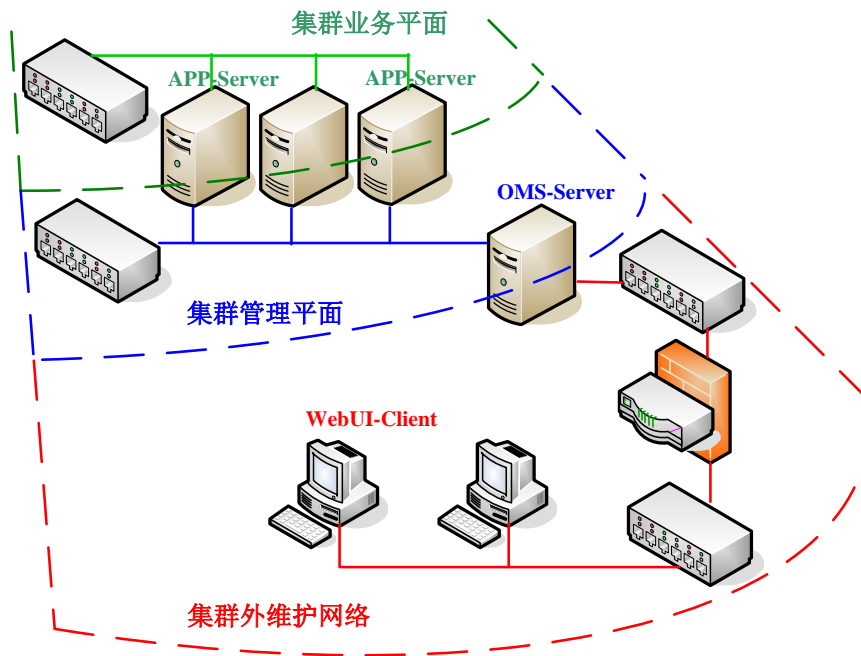 集群业务平面
APP-Server
APP-Server
OMS-Server
集群管理平面
WebUI-Client
集群外维护网络